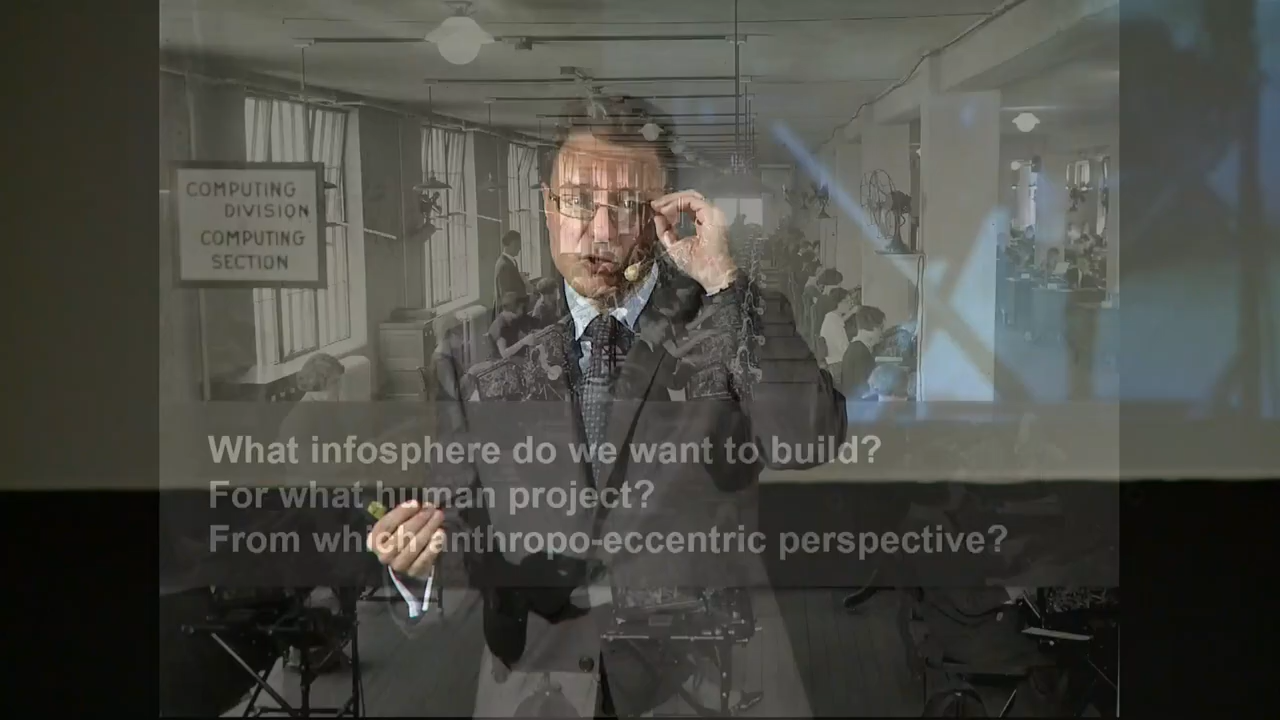 COMPUTING
DIVISION
COMPUTING
SECTION
What infosphere do we want to build?
For what human project?
From which anthropo-eccentric perspective?